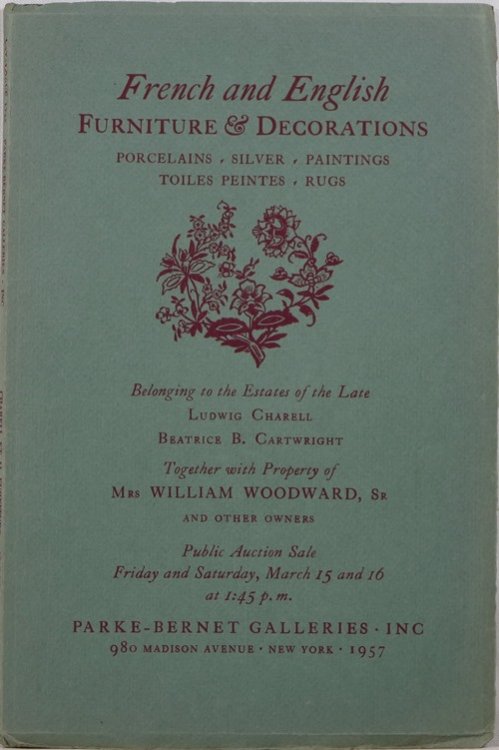 French and English
FURNITURE & DECORATIONS
PORCELAINS, SILVER, PAINTINGS
TOILES PEINTES, RUGS
Belonging to the Estates of the Late
LUDWIG CHARELL
BEATRICE B. CARTWRIGHT
Together with Property of
MRS WILLIAM WOODWARD, SR
AND OTHER OWNERS
Public Auction Sale
Friday and Saturday, March 15 and 16
at 1:45 p.m.
PARKE-BERNET GALLERIES · INC
980 MADISON AVENUE · NEW YORK · 1957